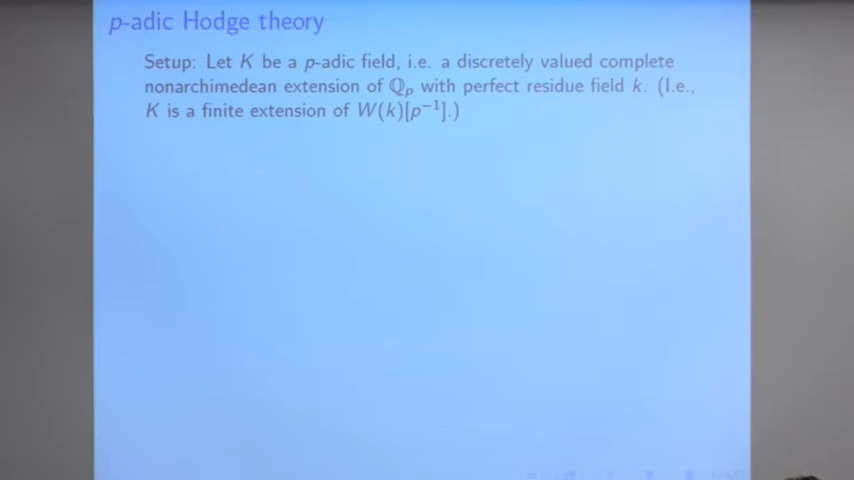 p-adic Hodge theory
Setup: Let K be a p-adic field, i.e. a discretely valued complete
nonarchimedean extension of ℚₚ with perfect residue field k. (I.e.,
K is a finite extension of W(k)[p⁻¹].)